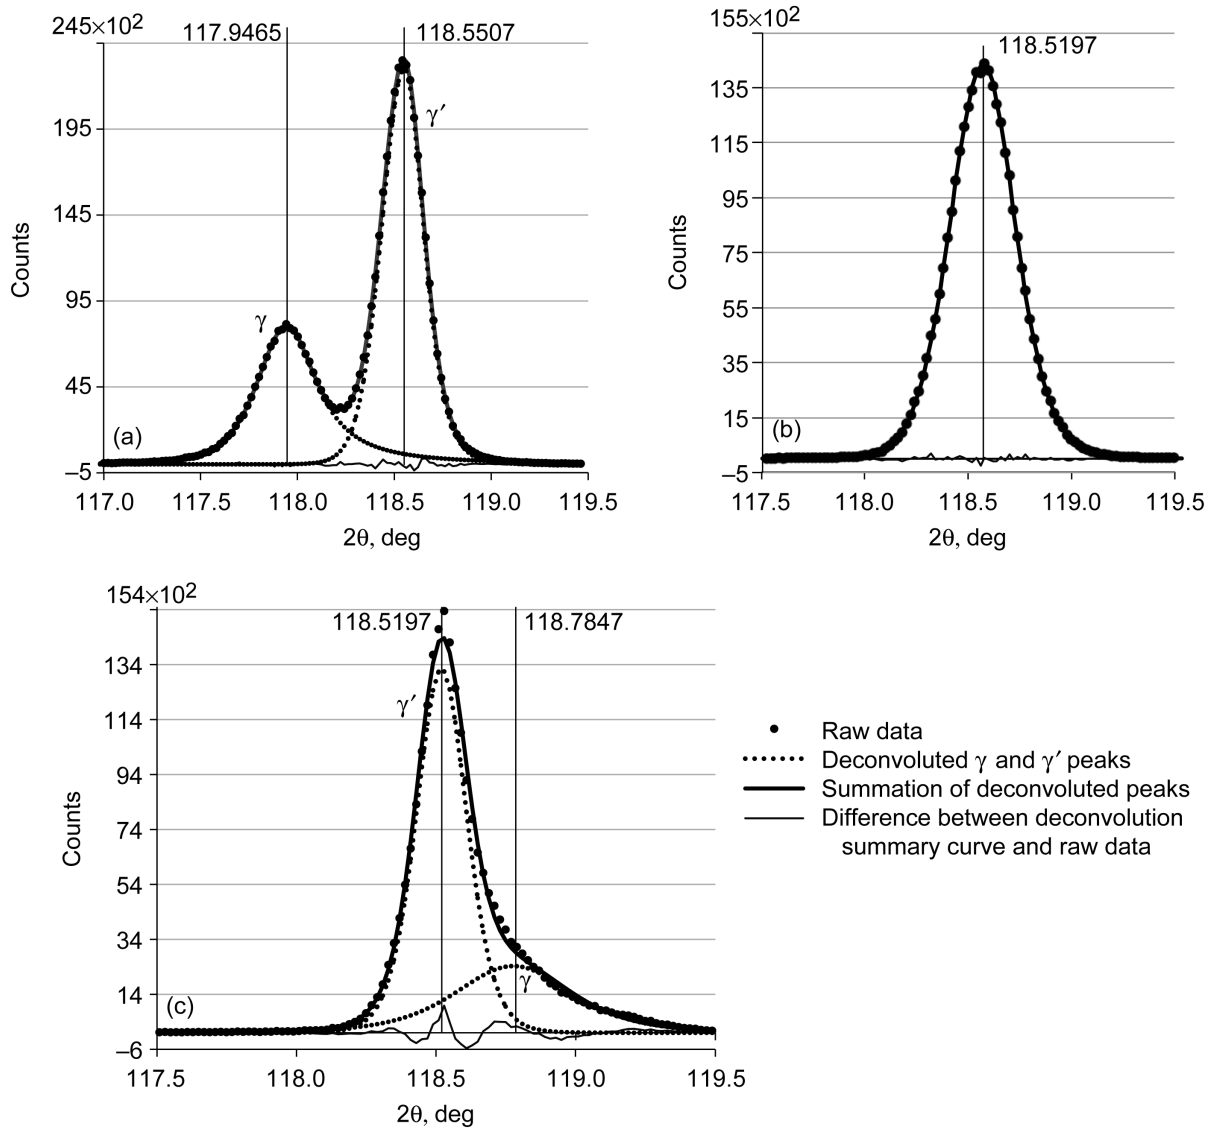 245×10²
117.9465
118.5507
γ′
195
145
Counts
95
γ
45
(a)
–5
117.0 117.5 118.0 118.5 119.0 119.5
2θ, deg
155×10²
118.5197
135
115
95
Counts
75
55
35
15
(b)
–5
117.5 118.0 118.5 119.0 119.5
2θ, deg
154×10²
118.5197
118.7847
134
γ′
114
94
Counts
74
54
34
γ
14
(c)
–6
117.5 118.0 118.5 119.0 119.5
2θ, deg
Raw data
Deconvoluted γ and γ′ peaks
Summation of deconvoluted peaks
Difference between deconvolution
summary curve and raw data